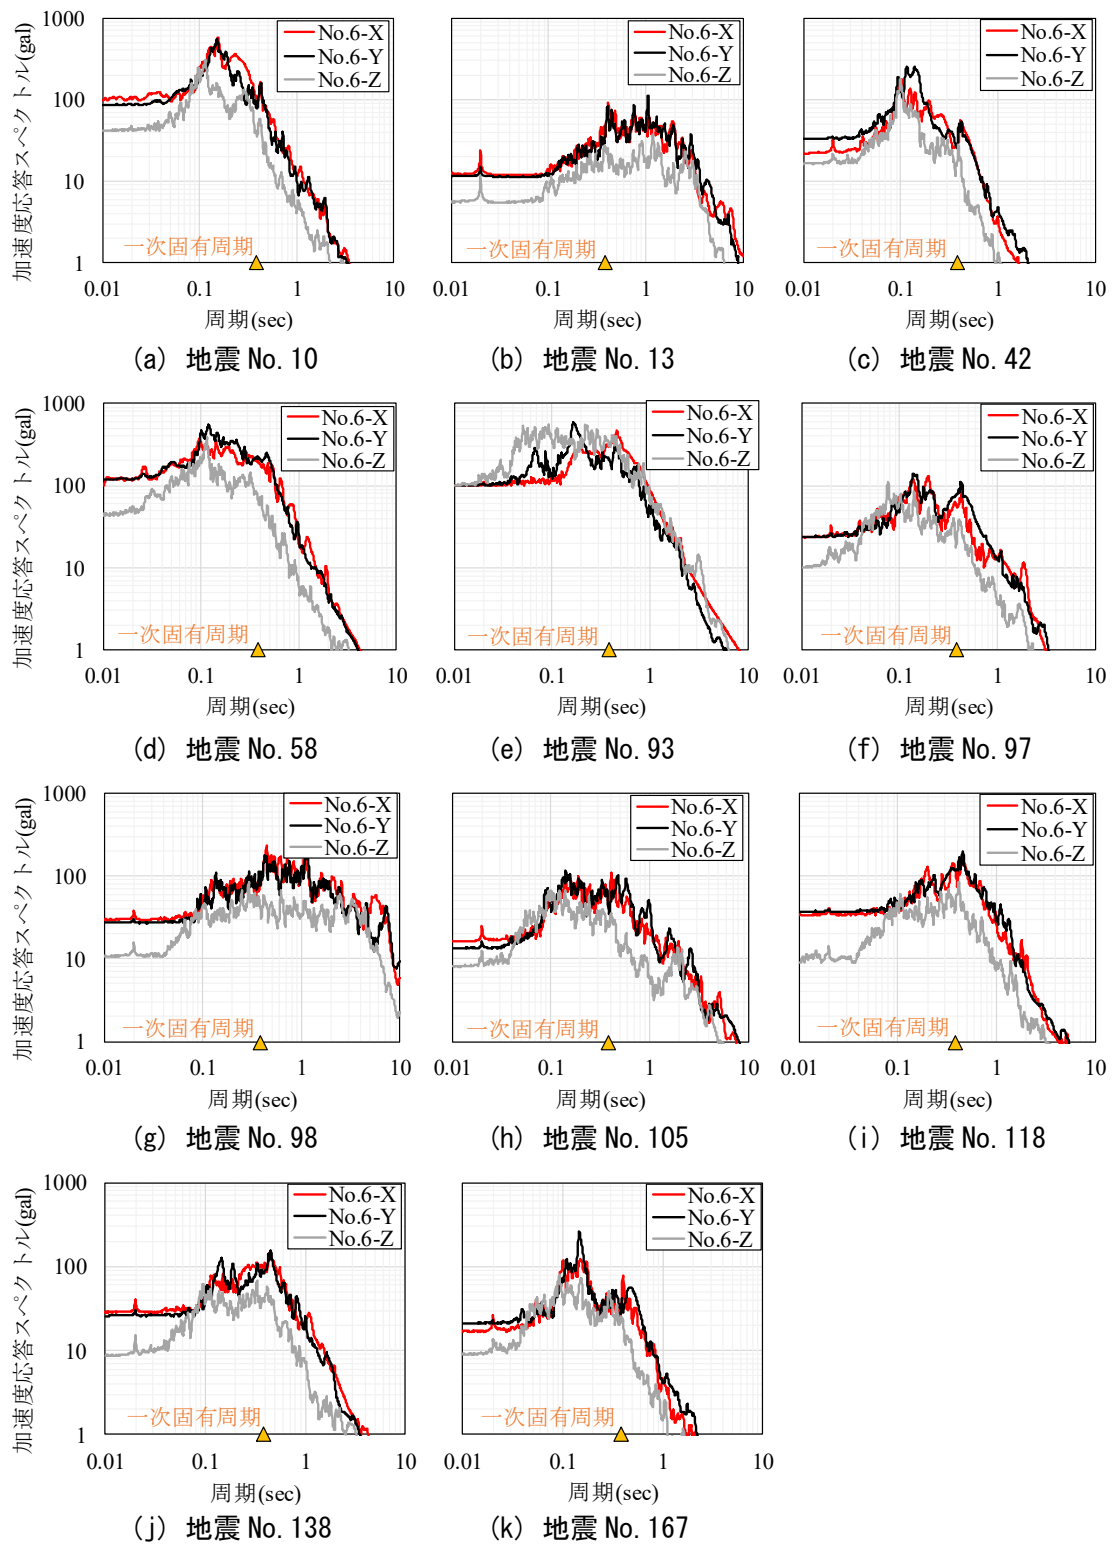 加速度応答スペクトル(gal)
1000
100
10
1
No.6-X
No.6-Y
No.6-Z
一次固有周期
0.01 0.1 1 10
周期(sec)
(a) 地震 No.10
No.6-X
No.6-Y
No.6-Z
一次固有周期
0.01 0.1 1 10
周期(sec)
(b) 地震 No.13
No.6-X
No.6-Y
No.6-Z
一次固有周期
0.01 0.1 1 10
周期(sec)
(c) 地震 No.42
加速度応答スペクトル(gal)
1000
100
10
1
No.6-X
No.6-Y
No.6-Z
一次固有周期
0.01 0.1 1 10
周期(sec)
(d) 地震 No.58
No.6-X
No.6-Y
No.6-Z
一次固有周期
0.01 0.1 1 10
周期(sec)
(e) 地震 No.93
No.6-X
No.6-Y
No.6-Z
一次固有周期
0.01 0.1 1 10
周期(sec)
(f) 地震 No.97
加速度応答スペクトル(gal)
1000
100
10
1
No.6-X
No.6-Y
No.6-Z
一次固有周期
0.01 0.1 1 10
周期(sec)
(g) 地震 No.98
No.6-X
No.6-Y
No.6-Z
一次固有周期
0.01 0.1 1 10
周期(sec)
(h) 地震 No.105
No.6-X
No.6-Y
No.6-Z
一次固有周期
0.01 0.1 1 10
周期(sec)
(i) 地震 No.118
加速度応答スペクトル(gal)
1000
100
10
1
No.6-X
No.6-Y
No.6-Z
一次固有周期
0.01 0.1 1 10
周期(sec)
(j) 地震 No.138
No.6-X
No.6-Y
No.6-Z
一次固有周期
0.01 0.1 1 10
周期(sec)
(k) 地震 No.167